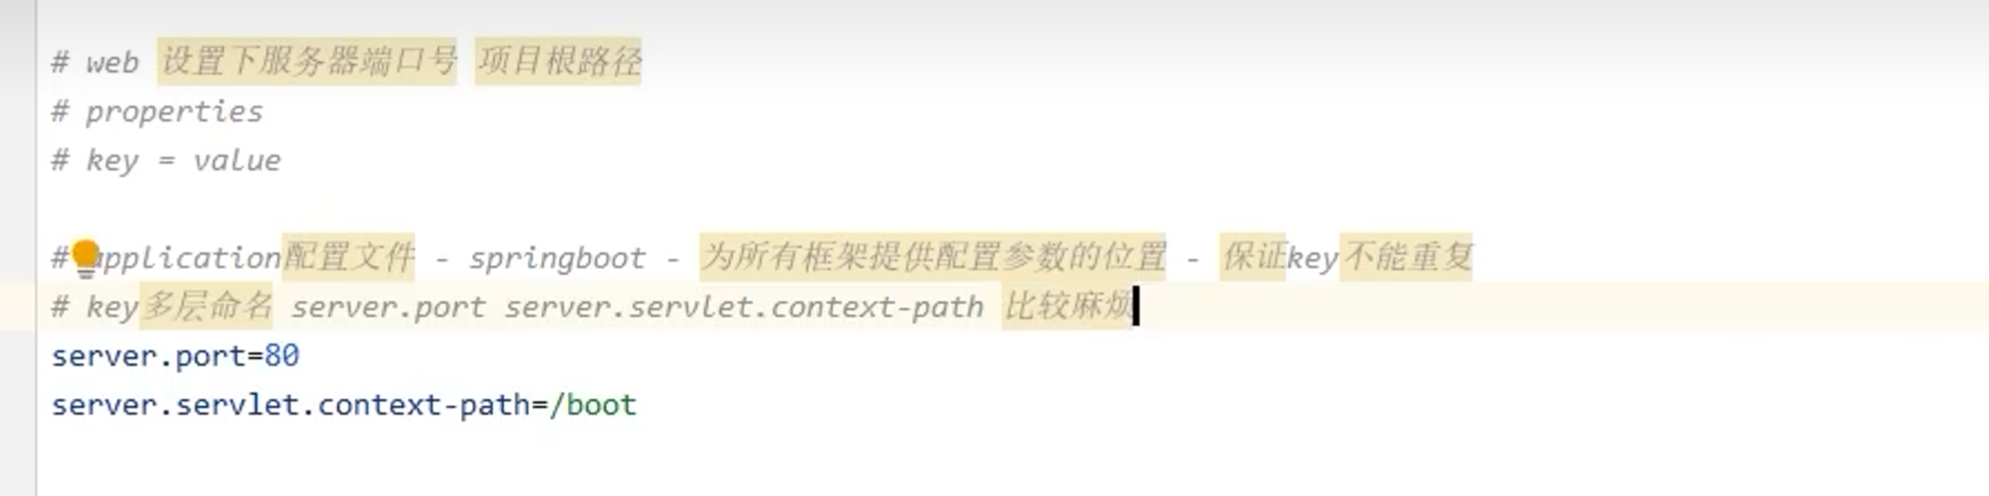 # web 设置下服务器端口号 项目根路径
# properties
# key = value
#application配置文件 - springboot - 为所有框架提供配置参数的位置 - 保证key不能重复
# key多层命名 server.port server.servlet.context-path 比较麻烦
server.port=80
server.servlet.context-path=/boot